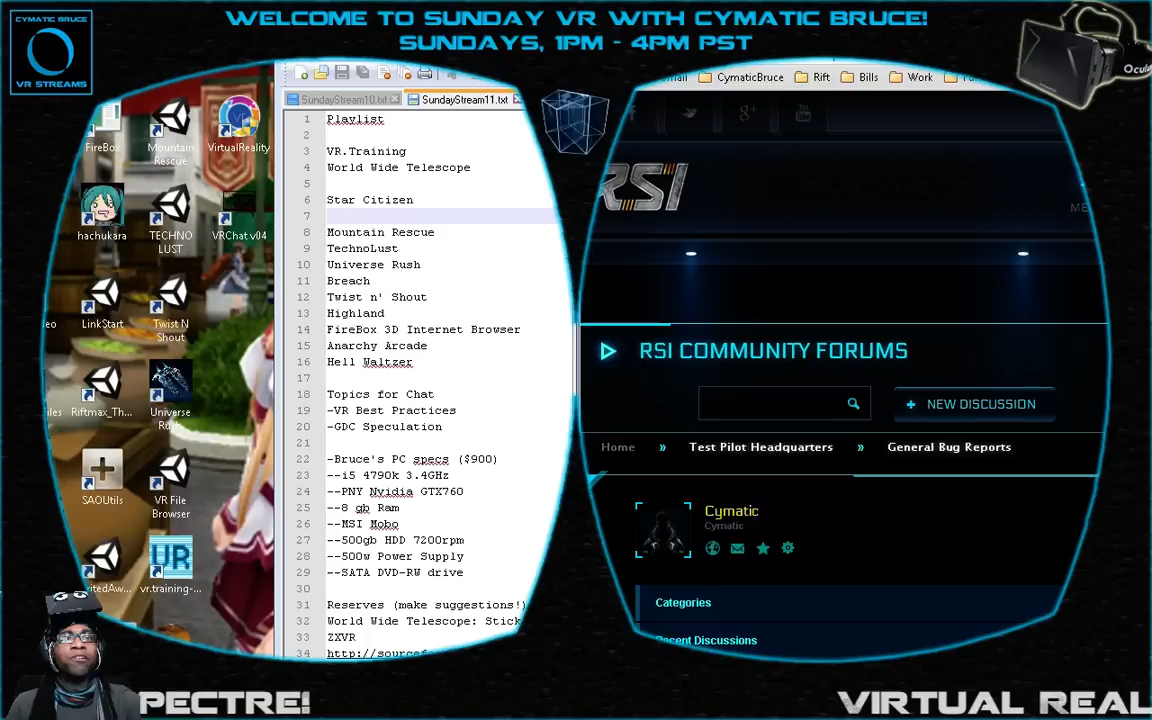 WELCOME TO SUNDAY VR WITH CYMATIC BRUCE!
SUNDAYS, 1PM - 4PM PST
CYMATIC BRUCE
VR STREAMS
FireBox
Mountain Rescue
VirtualReality
hachukara
TECHNO LUST
VRChat v04
LinkStart
Twist N Shout
Riftmax_Th...
Universe
SAOUtils
VR File Browser
vr.training-...
SundayStream10.txt
SundayStream11.txt
1 Playlist
2
3 VR.Training
4 World Wide Telescope
5
6 Star Citizen
7
8 Mountain Rescue
9 TechnoLust
10 Universe Rush
11 Breach
12 Twist n' Shout
13 Highland
14 FireBox 3D Internet Browser
15 Anarchy Arcade
16 Hell Waltzer
17
18 Topics for Chat
19 -VR Best Practices
20 -GDC Speculation
21
22 -Bruce's PC specs ($900)
23 --i5 4790k 3.4GHz
24 --PNY Nvidia GTX760
25 --8 gb Ram
26 --MSI Mobo
27 --500gb HDD 7200rpm
28 --500w Power Supply
29 --SATA DVD-RW drive
30
31 Reserves (make suggestions!)
32 World Wide Telescope: Stick
33 ZXVR
34 http://sourcef
CymaticBruce
Rift
Bills
Work
RSI
ME
RSI COMMUNITY FORUMS
+ NEW DISCUSSION
Home » Test Pilot Headquarters » General Bug Reports
Cymatic
Cymatic
Categories
Recent Discussions
Oculu
PECTRE!
VIRTUAL REAL